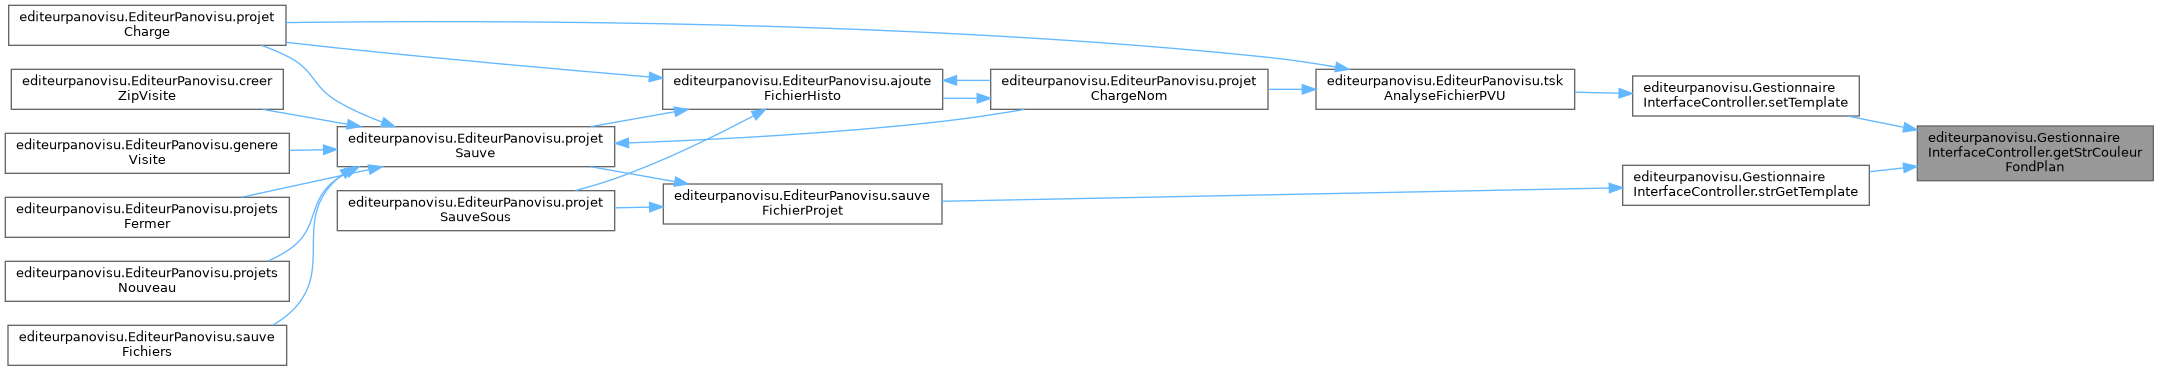 editeurpanovisu.EditeurPanovisu.projet
Charge
editeurpanovisu.EditeurPanovisu.creer
ZipVisite
editeurpanovisu.EditeurPanovisu.genere
Visite
editeurpanovisu.EditeurPanovisu.projets
Fermer
editeurpanovisu.EditeurPanovisu.projets
Nouveau
editeurpanovisu.EditeurPanovisu.sauve
Fichiers
editeurpanovisu.EditeurPanovisu.projet
Sauve
editeurpanovisu.EditeurPanovisu.projet
SauveSous
editeurpanovisu.EditeurPanovisu.ajoute
FichierHisto
editeurpanovisu.EditeurPanovisu.sauve
FichierProjet
editeurpanovisu.EditeurPanovisu.projet
ChargeNom
editeurpanovisu.EditeurPanovisu.tsk
AnalyseFichierPVU
editeurpanovisu.Gestionnaire
InterfaceController.setTemplate
editeurpanovisu.Gestionnaire
InterfaceController.strGetTemplate
editeurpanovisu.Gestionnaire
InterfaceController.getStrCouleur
FondPlan